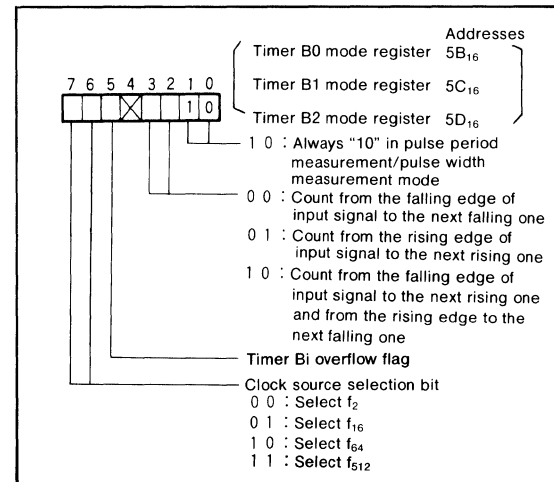 Addresses
Timer B0 mode register 5B₁₆
Timer B1 mode register 5C₁₆
Timer B2 mode register 5D₁₆
7 6 5 4 3 2 1 0
1 0
1 0 : Always "10" in pulse period
measurement/pulse width
measurement mode
0 0 : Count from the falling edge of
input signal to the next falling one
0 1 : Count from the rising edge of
input signal to the next rising one
1 0 : Count from the falling edge of
input signal to the next rising one
and from the rising edge to the
next falling one
Timer Bi overflow flag
Clock source selection bit
0 0 : Select f₂
0 1 : Select f₁₆
1 0 : Select f₆₄
1 1 : Select f₅₁₂